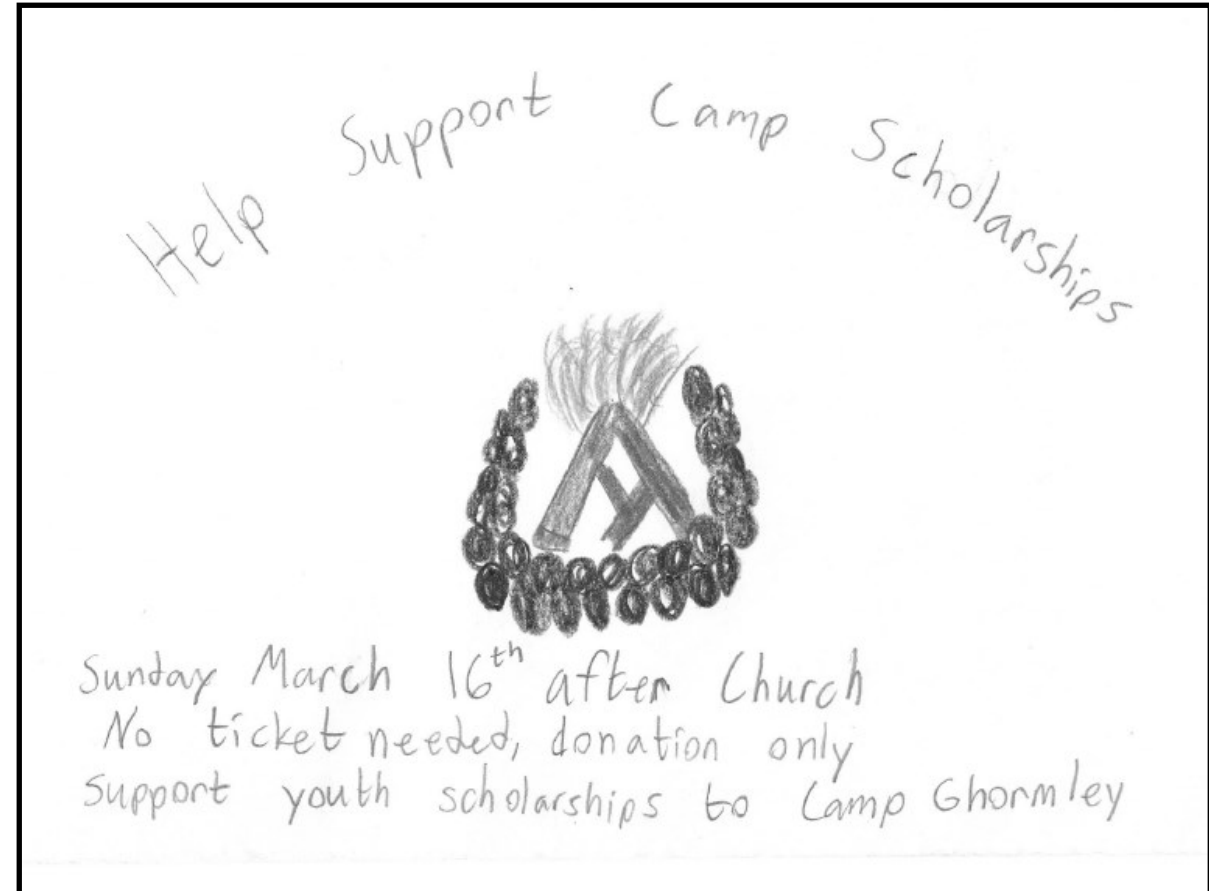 Help Support Camp Scholarships
Sunday March 16th after Church
No ticket needed, donation only
Support youth scholarships to Camp Ghormley